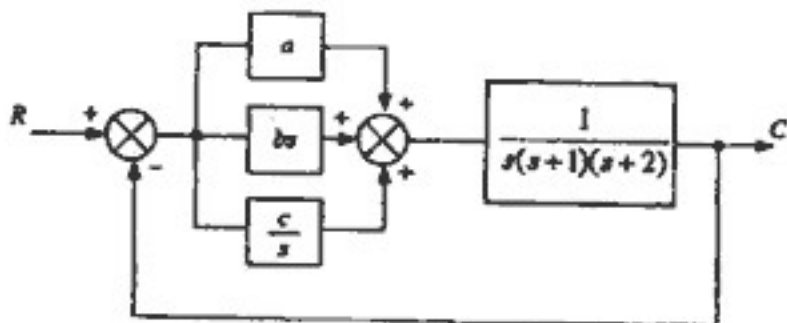 a
+
R
+
-
bs
+
+
1
s(s+1)(s+2)
C
c
s